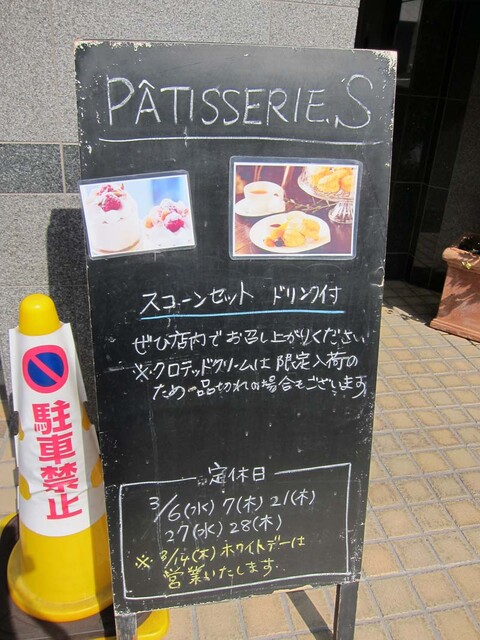 PÂTISSERIE.S
スコーンセット ドリンク付
ぜひ店内でお召し上がりください
※クロテッドクリームは限定入荷の
ため品切れの場合もございます
定休日
3/6(水) 7(木) 21(木)
27(水) 28(木)
※ 3/14(木) ホワイトデーは
営業いたします
駐車禁止